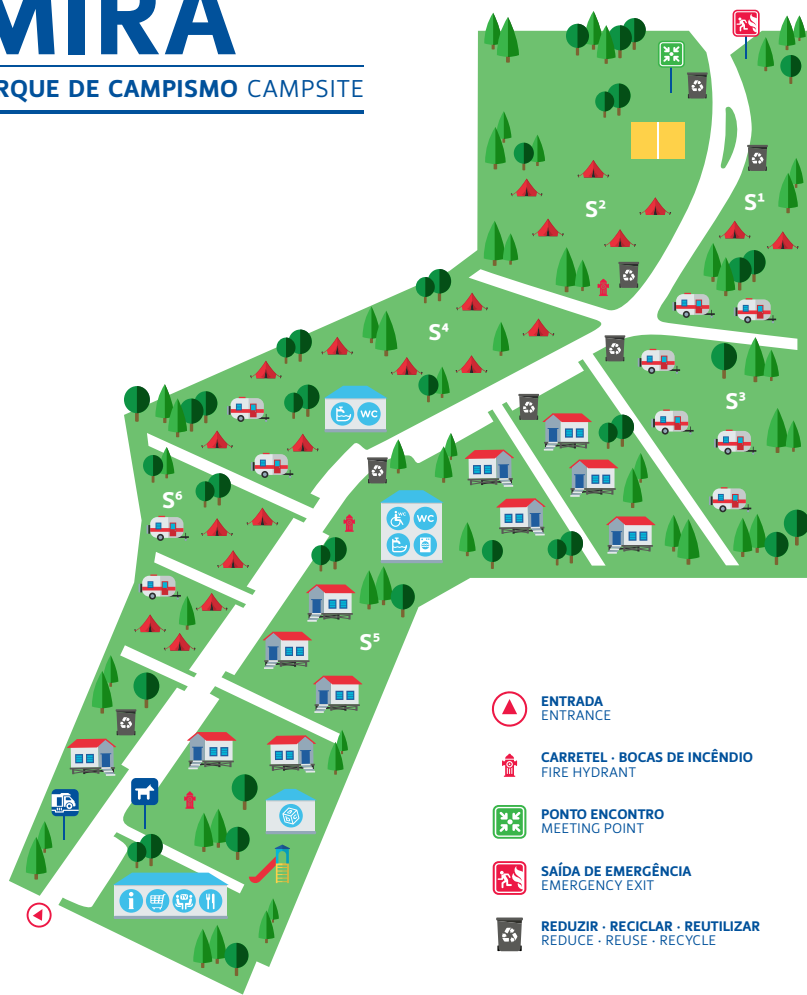 MIRA
RQUE DE CAMPISMO CAMPSITE
S¹
S²
S⁴
S³
WC
S⁶
WC
WC
S⁵
ENTRADA
ENTRANCE
CARRETEL · BOCAS DE INCÊNDIO
FIRE HYDRANT
PONTO ENCONTRO
MEETING POINT
SAÍDA DE EMERGÊNCIA
EMERGENCY EXIT
i
REDUZIR · RECICLAR · REUTILIZAR
REDUCE · REUSE · RECYCLE